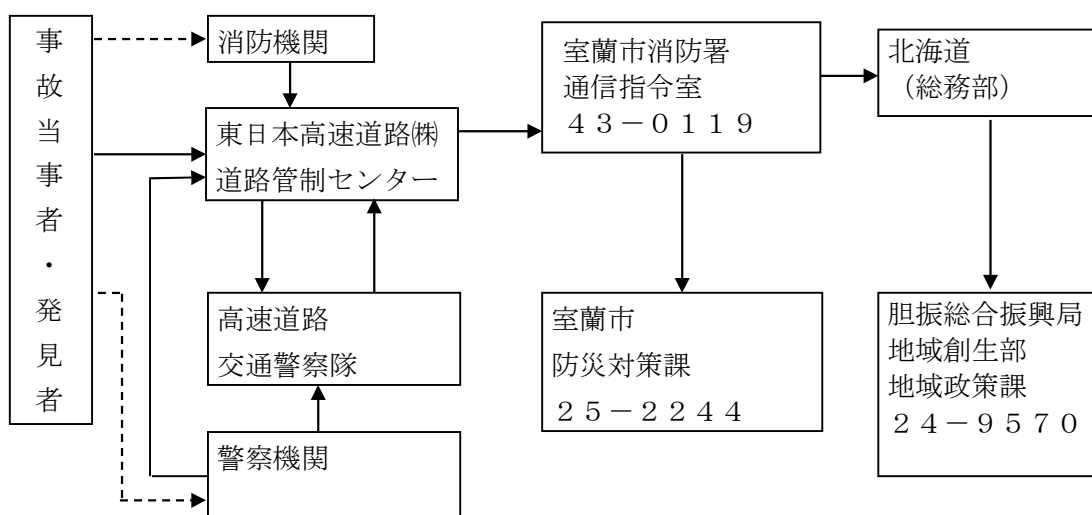 事故当事者・発見者
消防機関
東日本高速道路㈱
道路管制センター
高速道路
交通警察隊
警察機関
室蘭市消防署
通信指令室
４３－０１１９
室蘭市
防災対策課
２５－２２４４
北海道
（総務部）
胆振総合振興局
地域創生部
地域政策課
２４－９５７０